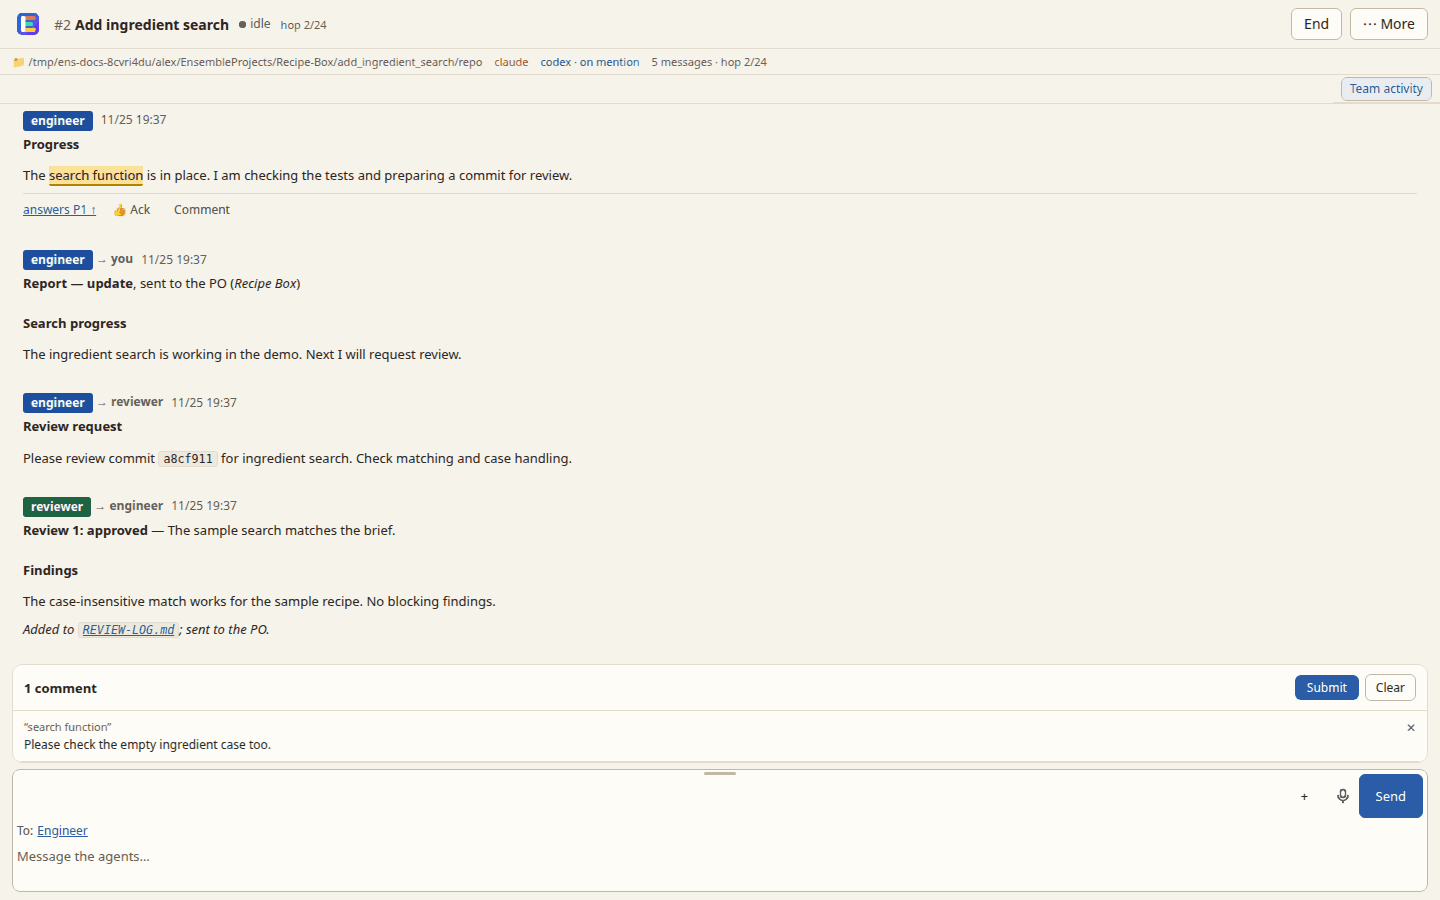 #2 Add ingredient search idle hop 2/24 End ··· More
/tmp/ens-docs-8cvri4du/alex/EnsembleProjects/Recipe-Box/add_ingredient_search/repo claude codex · on mention 5 messages · hop 2/24
Team activity
engineer 11/25 19:37
Progress
The search function is in place. I am checking the tests and preparing a commit for review.
answers P1 ↑ 👍 Ack Comment
engineer → you 11/25 19:37
Report — update, sent to the PO (Recipe Box)
Search progress
The ingredient search is working in the demo. Next I will request review.
engineer → reviewer 11/25 19:37
Review request
Please review commit a8cf911 for ingredient search. Check matching and case handling.
reviewer → engineer 11/25 19:37
Review 1: approved — The sample search matches the brief.
Findings
The case-insensitive match works for the sample recipe. No blocking findings.
Added to REVIEW-LOG.md; sent to the PO.
1 comment Submit Clear
“search function” ✕
Please check the empty ingredient case too.
+ Send
To: Engineer
Message the agents...